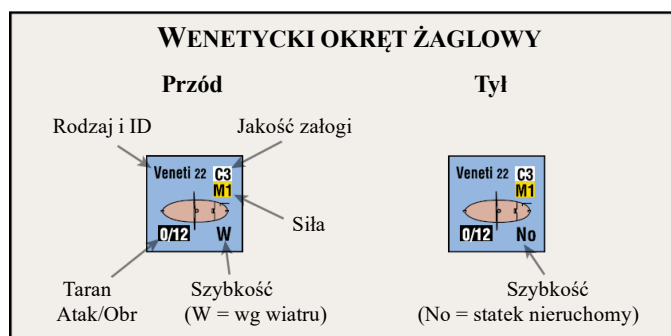 WENETYCKI OKRĘT ŻAGLOWY
Przód
Tył
Rodzaj i ID
Jakość załogi
Veneti 22 C3
M1
0/12 W
Siła
Taran
Atak/Obr
Szybkość
(W = wg wiatru)
Veneti 22 C3
M1
0/12 No
Szybkość
(No = statek nieruchomy)